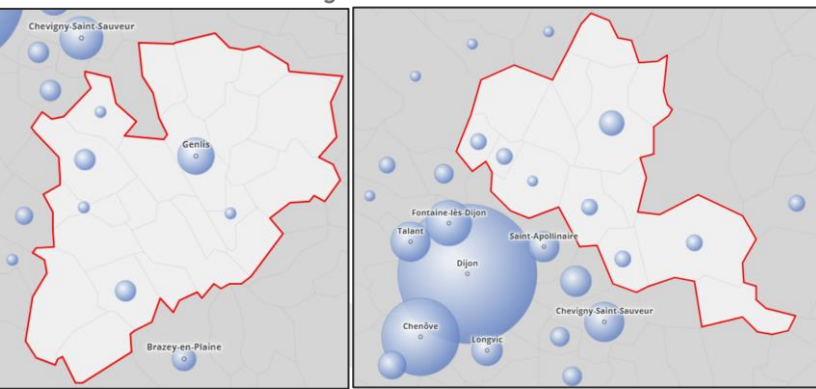 g
Chevigny-Saint-Sauveur
Genlis
Brazey-en-Plaine
Fontaine-lès-Dijon
Talant
Saint-Apollinaire
Dijon
Chevigny-Saint-Sauveur
Chenôve
Longvic